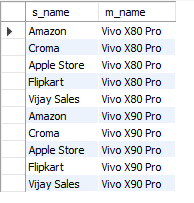 s_name m_name
Amazon Vivo X80 Pro
Croma Vivo X80 Pro
Apple Store Vivo X80 Pro
Flipkart Vivo X80 Pro
Vijay Sales Vivo X80 Pro
Amazon Vivo X90 Pro
Croma Vivo X90 Pro
Apple Store Vivo X90 Pro
Flipkart Vivo X90 Pro
Vijay Sales Vivo X90 Pro